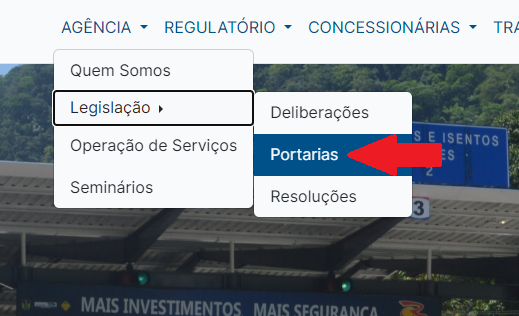 AGÊNCIA REGULATÓRIO CONCESSIONÁRIAS TRA
Quem Somos
Legislação
Operação de Serviços
Seminários
Deliberações
Portarias
Resoluções
S E ISENTOS
ES
2
3
MAIS INVESTIMENTOS MAIS SEGURANÇA